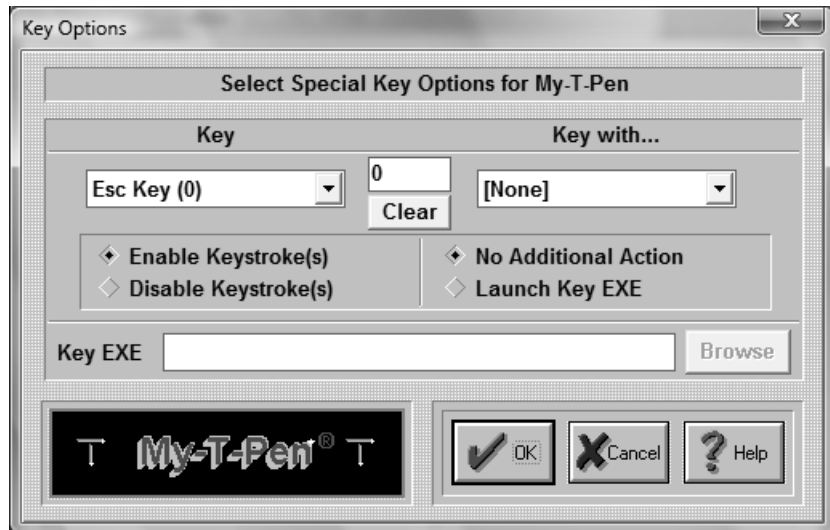 Key Options
Select Special Key Options for My-T-Pen
Key Key with...
Esc Key (0) 0 [None]
Clear
Enable Keystroke(s) No Additional Action
Disable Keystroke(s) Launch Key EXE
Key EXE Browse
My-T-Pen® OK Cancel Help